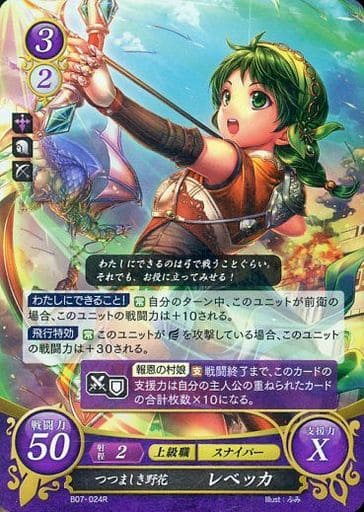 3
2
わたしにできるのは弓で戦うことぐらい。
それでも、お役に立ってみせる!
わたしにできること! 常 自分のターン中、このユニットが前衛の
場合、このユニットの戦闘力は+10される。
飛行特効 常 このユニットが を攻撃している場合、このユニッ
トの戦闘力は+30される。
報恩の村娘 支 戦闘終了まで、このカードの
支援力は自分の主人公の重ねられたカード
の合計枚数×10になる。
戦闘力
50
射程 2 上級職 スナイパー
支援力
X
つつましき野花 レベッカ
B07-024R
Illust:ふみ